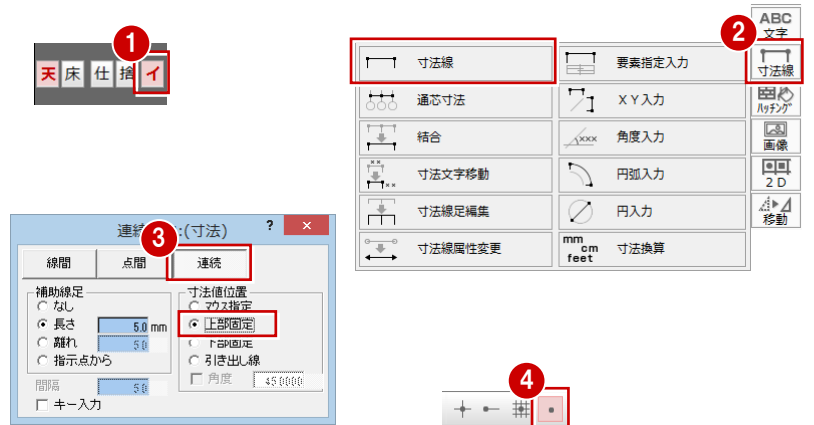 1
天 床 仕 捨 イ
2
ABC
文字
寸法線
ハッチング
画像
2D
移動
寸法線
要素指定入力
通芯寸法
XY入力
結合
xxx 角度入力
寸法文字移動
円弧入力
寸法線足編集
円入力
寸法線属性変更
mm cm feet 寸法換算
3
:(寸法) ? ×
線間 点間 連続
補助線足
なし
長さ 5.0 mm
離れ 5.0
指示点から
間隔 5.0
キー入力
寸法値位置
マウス指定
上部固定
下部固定
引き出し線
角度 45.0000
4